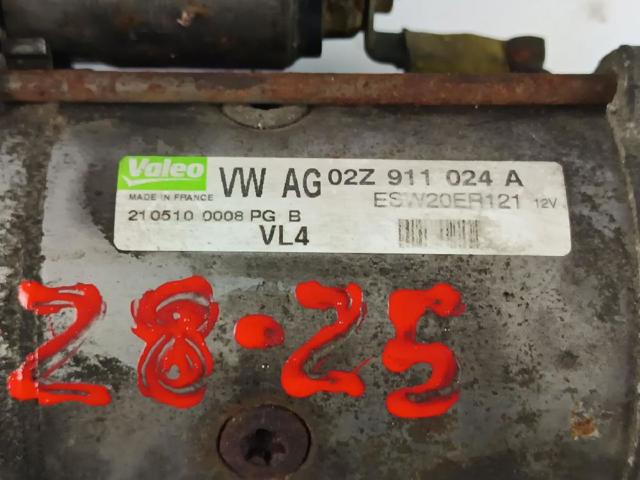 Valeo VW AG 02Z 911 024 A
MADE IN FRANCE ESW20ER121 12V
210510 0008 PG B
VL4
28-25